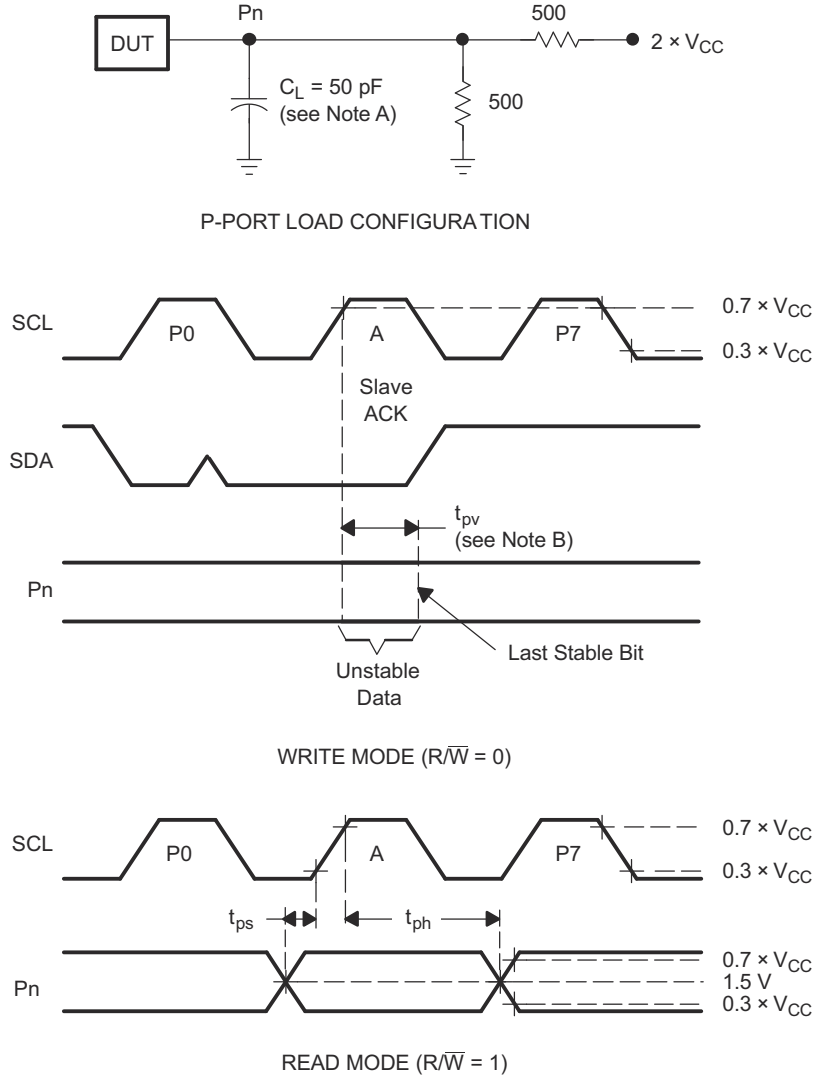 Pn
500
DUT
2 × VCC
CL = 50 pF
(see Note A)
500
P-PORT LOAD CONFIGURATION
SCL
P0
A
P7
0.7 × VCC
0.3 × VCC
Slave
ACK
SDA
tpv
(see Note B)
Pn
Last Stable Bit
Unstable
Data
WRITE MODE (R/W̅ = 0)
SCL
P0
A
P7
0.7 × VCC
0.3 × VCC
tps
tph
Pn
0.7 × VCC
1.5 V
0.3 × VCC
READ MODE (R/W̅ = 1)